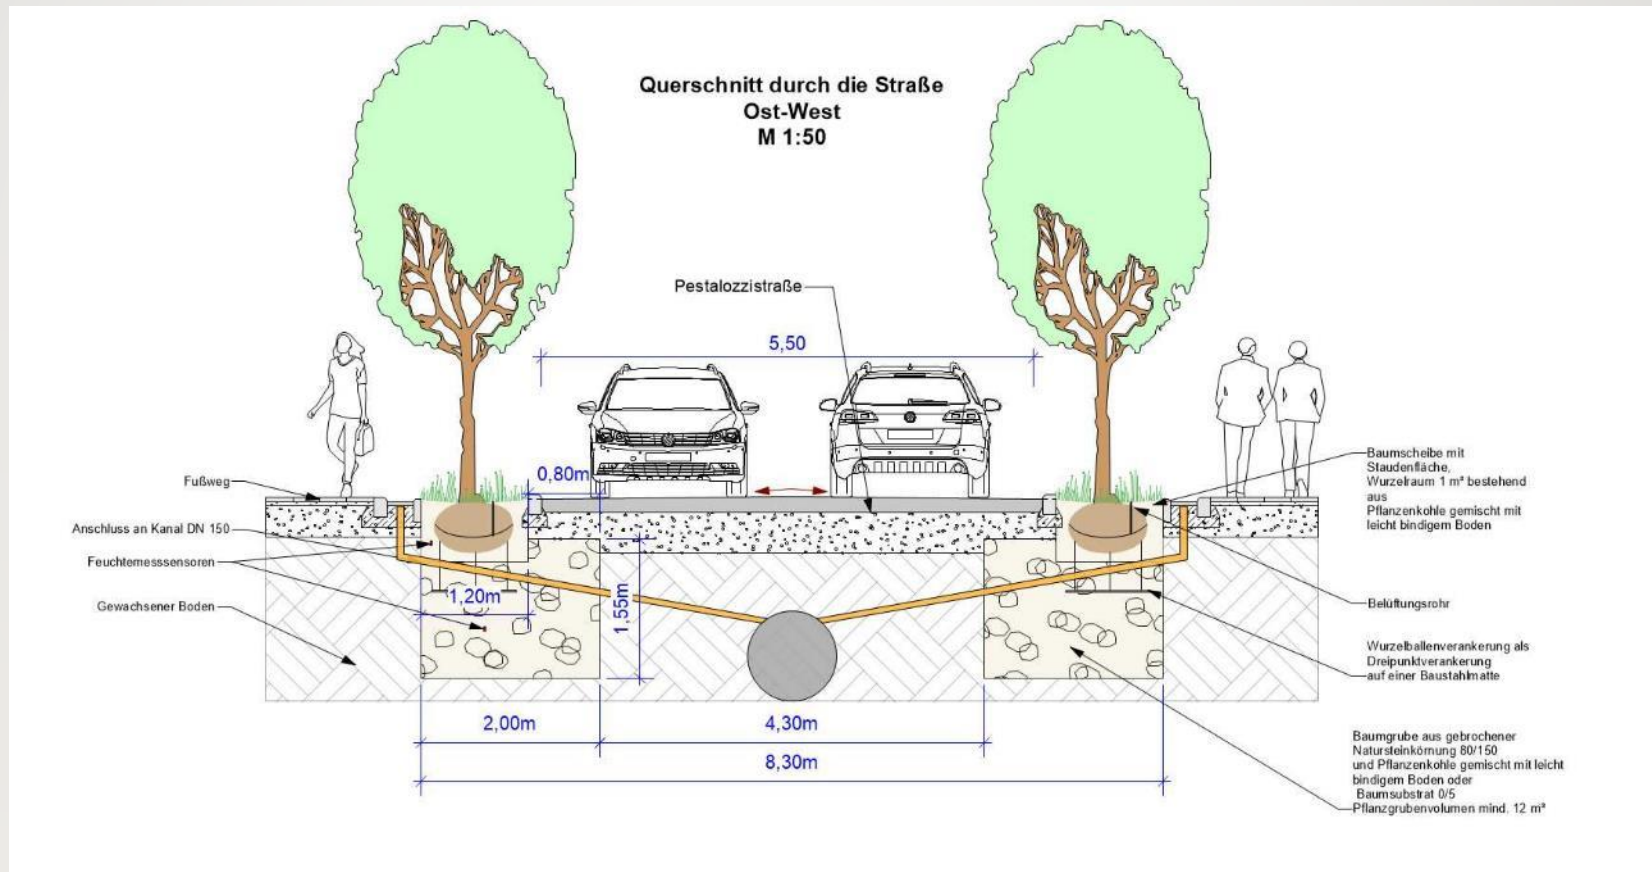 Querschnitt durch die Straße
Ost-West
M 1:50
Pestalozzistraße
5,50
0,80m
Fußweg
Anschluss an Kanal DN 150
Feuchtemesssensoren
Gewachsener Boden
1,20m
1,55m
2,00m
4,30m
8,30m
Baumscheibe mit
Staudenfläche,
Wurzelraum 1 m³ bestehend
aus
Pflanzenkohle gemischt mit
leicht bindigem Boden
Belüftungsrohr
Wurzelballenverankerung als
Dreipunktverankerung
auf einer Baustahlmatte
Baumgrube aus gebrochener
Natursteinkörnung 80/150
und Pflanzenkohle gemischt mit leicht
bindigem Boden oder
Baumsubstrat 0/5
Pflanzgrubenvolumen mind. 12 m³